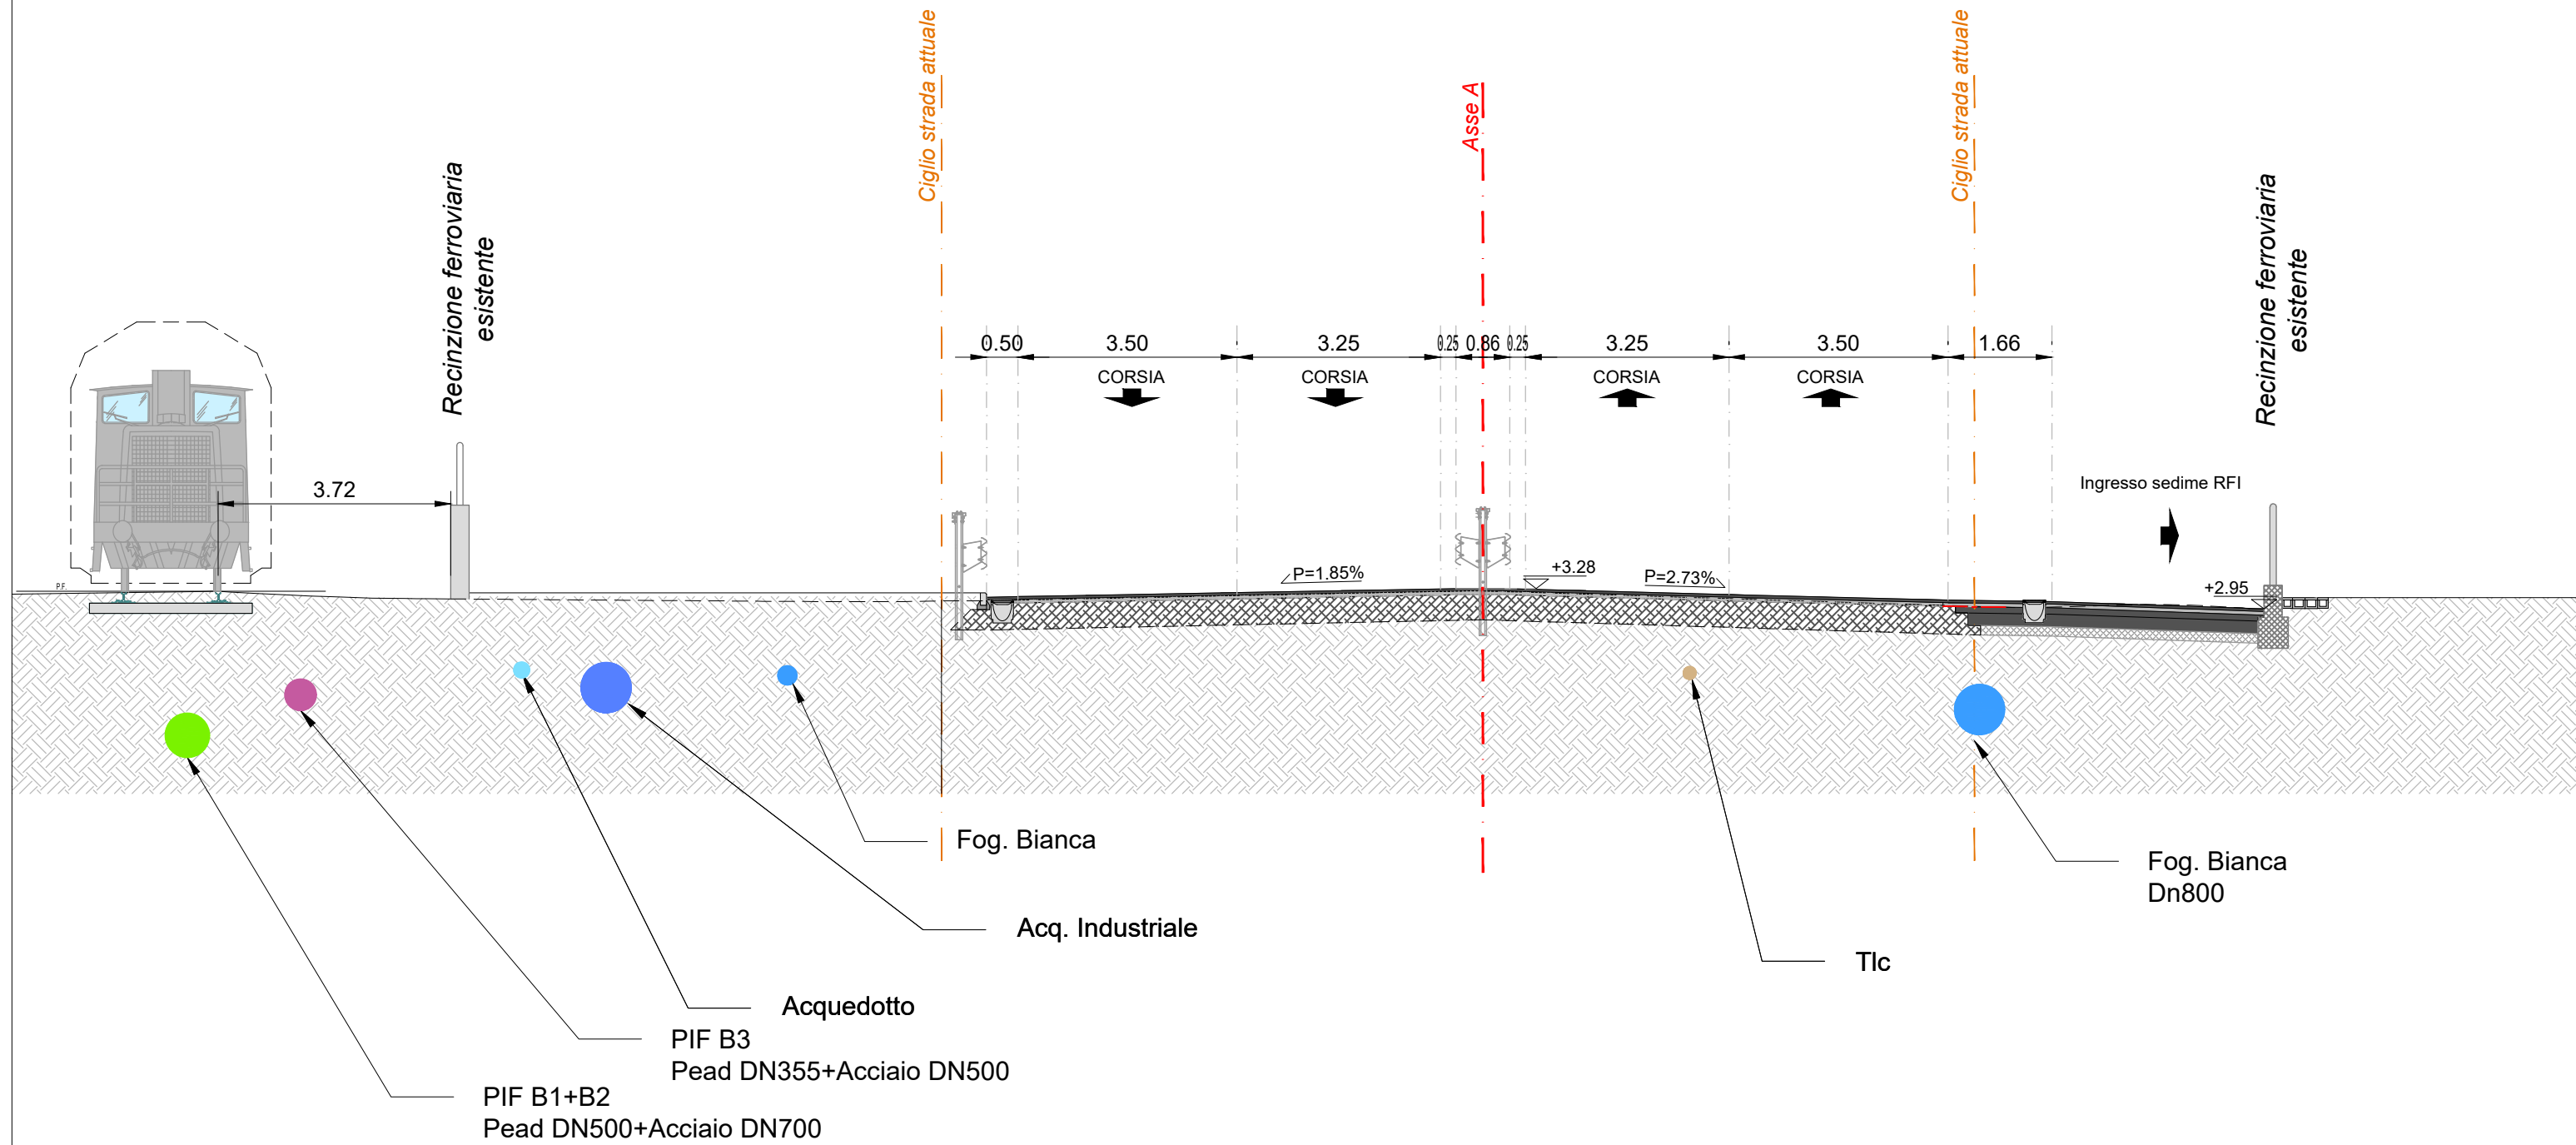 Ciglio strada attuale
Asse A
Ciglio strada attuale
Recinzione ferroviaria
esistente
Recinzione ferroviaria
esistente
0.50
3.50
3.25
0.25
0.86
0.25
3.25
3.50
1.66
CORSIA
CORSIA
CORSIA
CORSIA
3.72
Ingresso sedime RFI
P.F.
P=1.85%
+3.28
P=2.73%
+2.95
Fog. Bianca
Fog. Bianca
Dn800
Acq. Industriale
Tlc
Acquedotto
PIF B3
Pead DN355+Acciaio DN500
PIF B1+B2
Pead DN500+Acciaio DN700